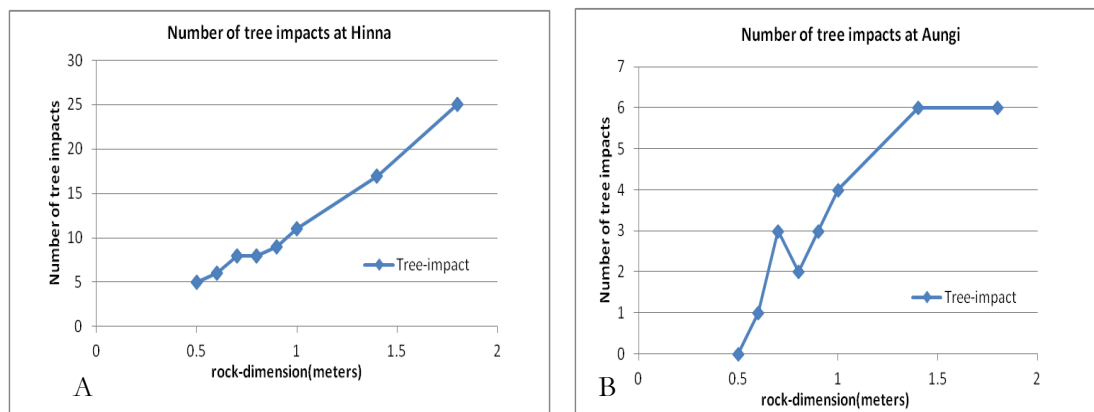 Number of tree impacts at Hinna
30
25
20
15
10
5
0
Number of tree impacts
Tree-impact
0
0.5
1
1.5
2
rock-dimension(meters)
A
Number of tree impacts at Aungi
7
6
5
4
3
2
1
0
Number of tree impacts
Tree-impact
0
0.5
1
1.5
2
rock-dimension(meters)
B